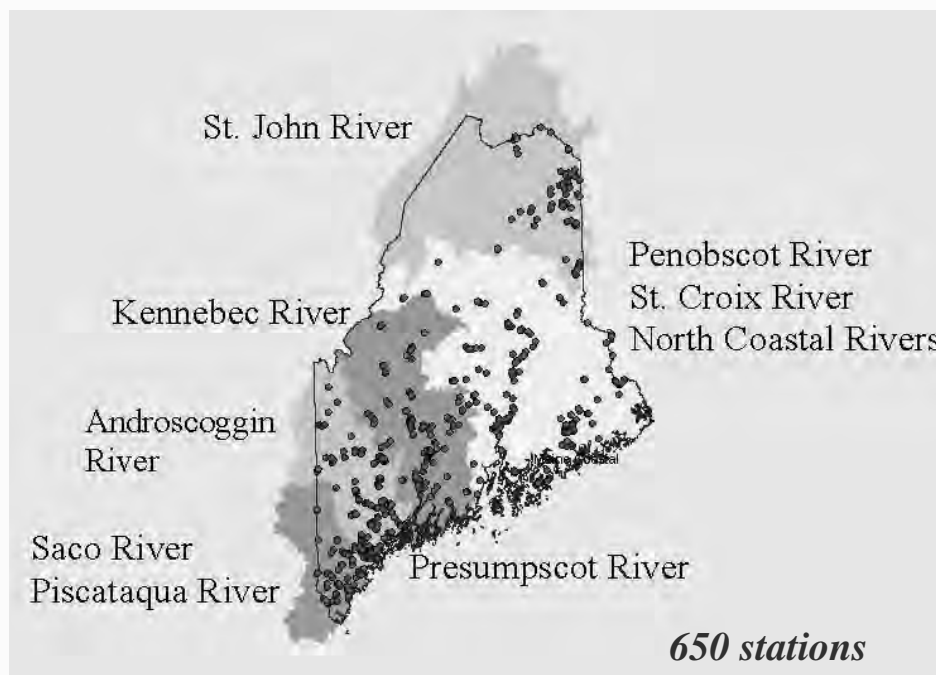 St. John River
Penobscot River
St. Croix River
North Coastal Rivers
Kennebec River
Androscoggin
River
Saco River
Piscataqua River
Presumpscot River
650 stations